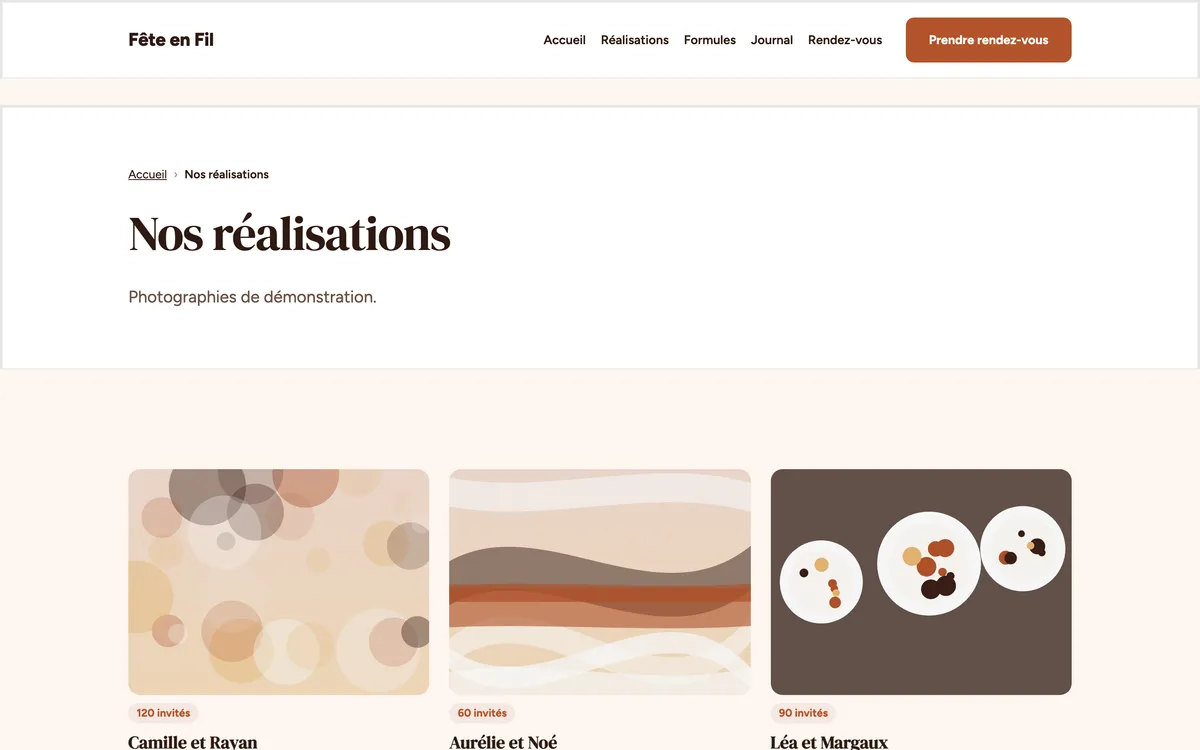 Fête en Fil
Accueil Réalisations Formules Journal Rendez-vous Prendre rendez-vous
Accueil › Nos réalisations
Nos réalisations
Photographies de démonstration.
120 invités 60 invités 90 invités
Camille et Rayan Aurélie et Noé Léa et Margaux